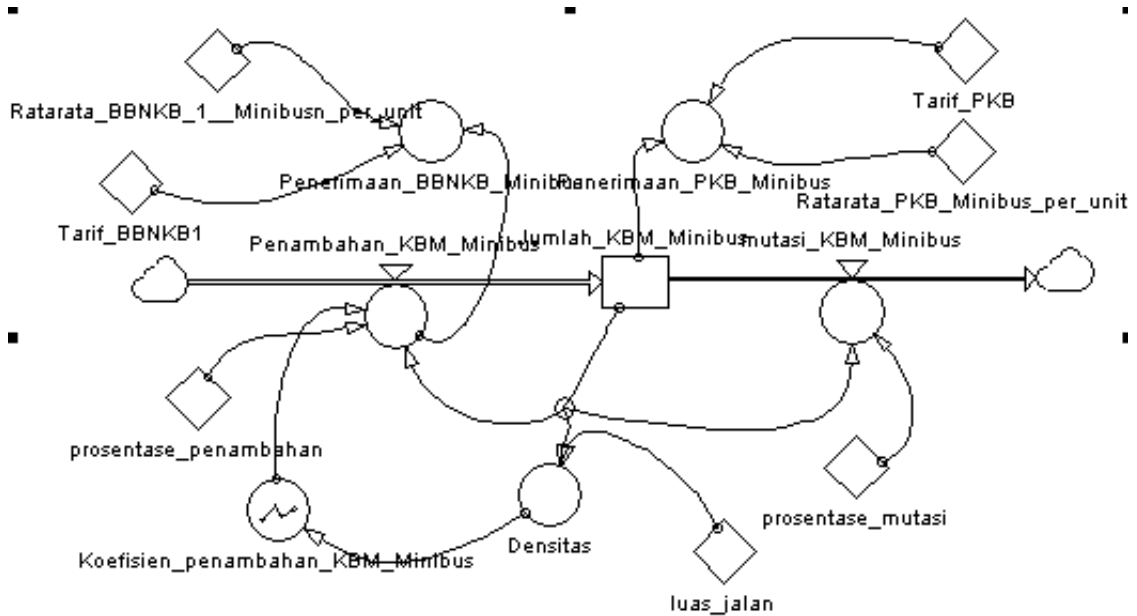 Ratarata_BBNKB_1__Minibusn_per_unit
Tarif_PKB
Penerimaan_BBNKB_Minibus
Penerimaan_PKB_Minibus
Ratarata_PKB_Minibus_per_unit
Tarif_BBNKB1
Penambahan_KBM_Minibus
Jumlah_KBM_Minibus
mutasi_KBM_Minibus
prosentase_penambahan
prosentase_mutasi
Koefisien_penambahan_KBM_Minibus
Densitas
luas_jalan